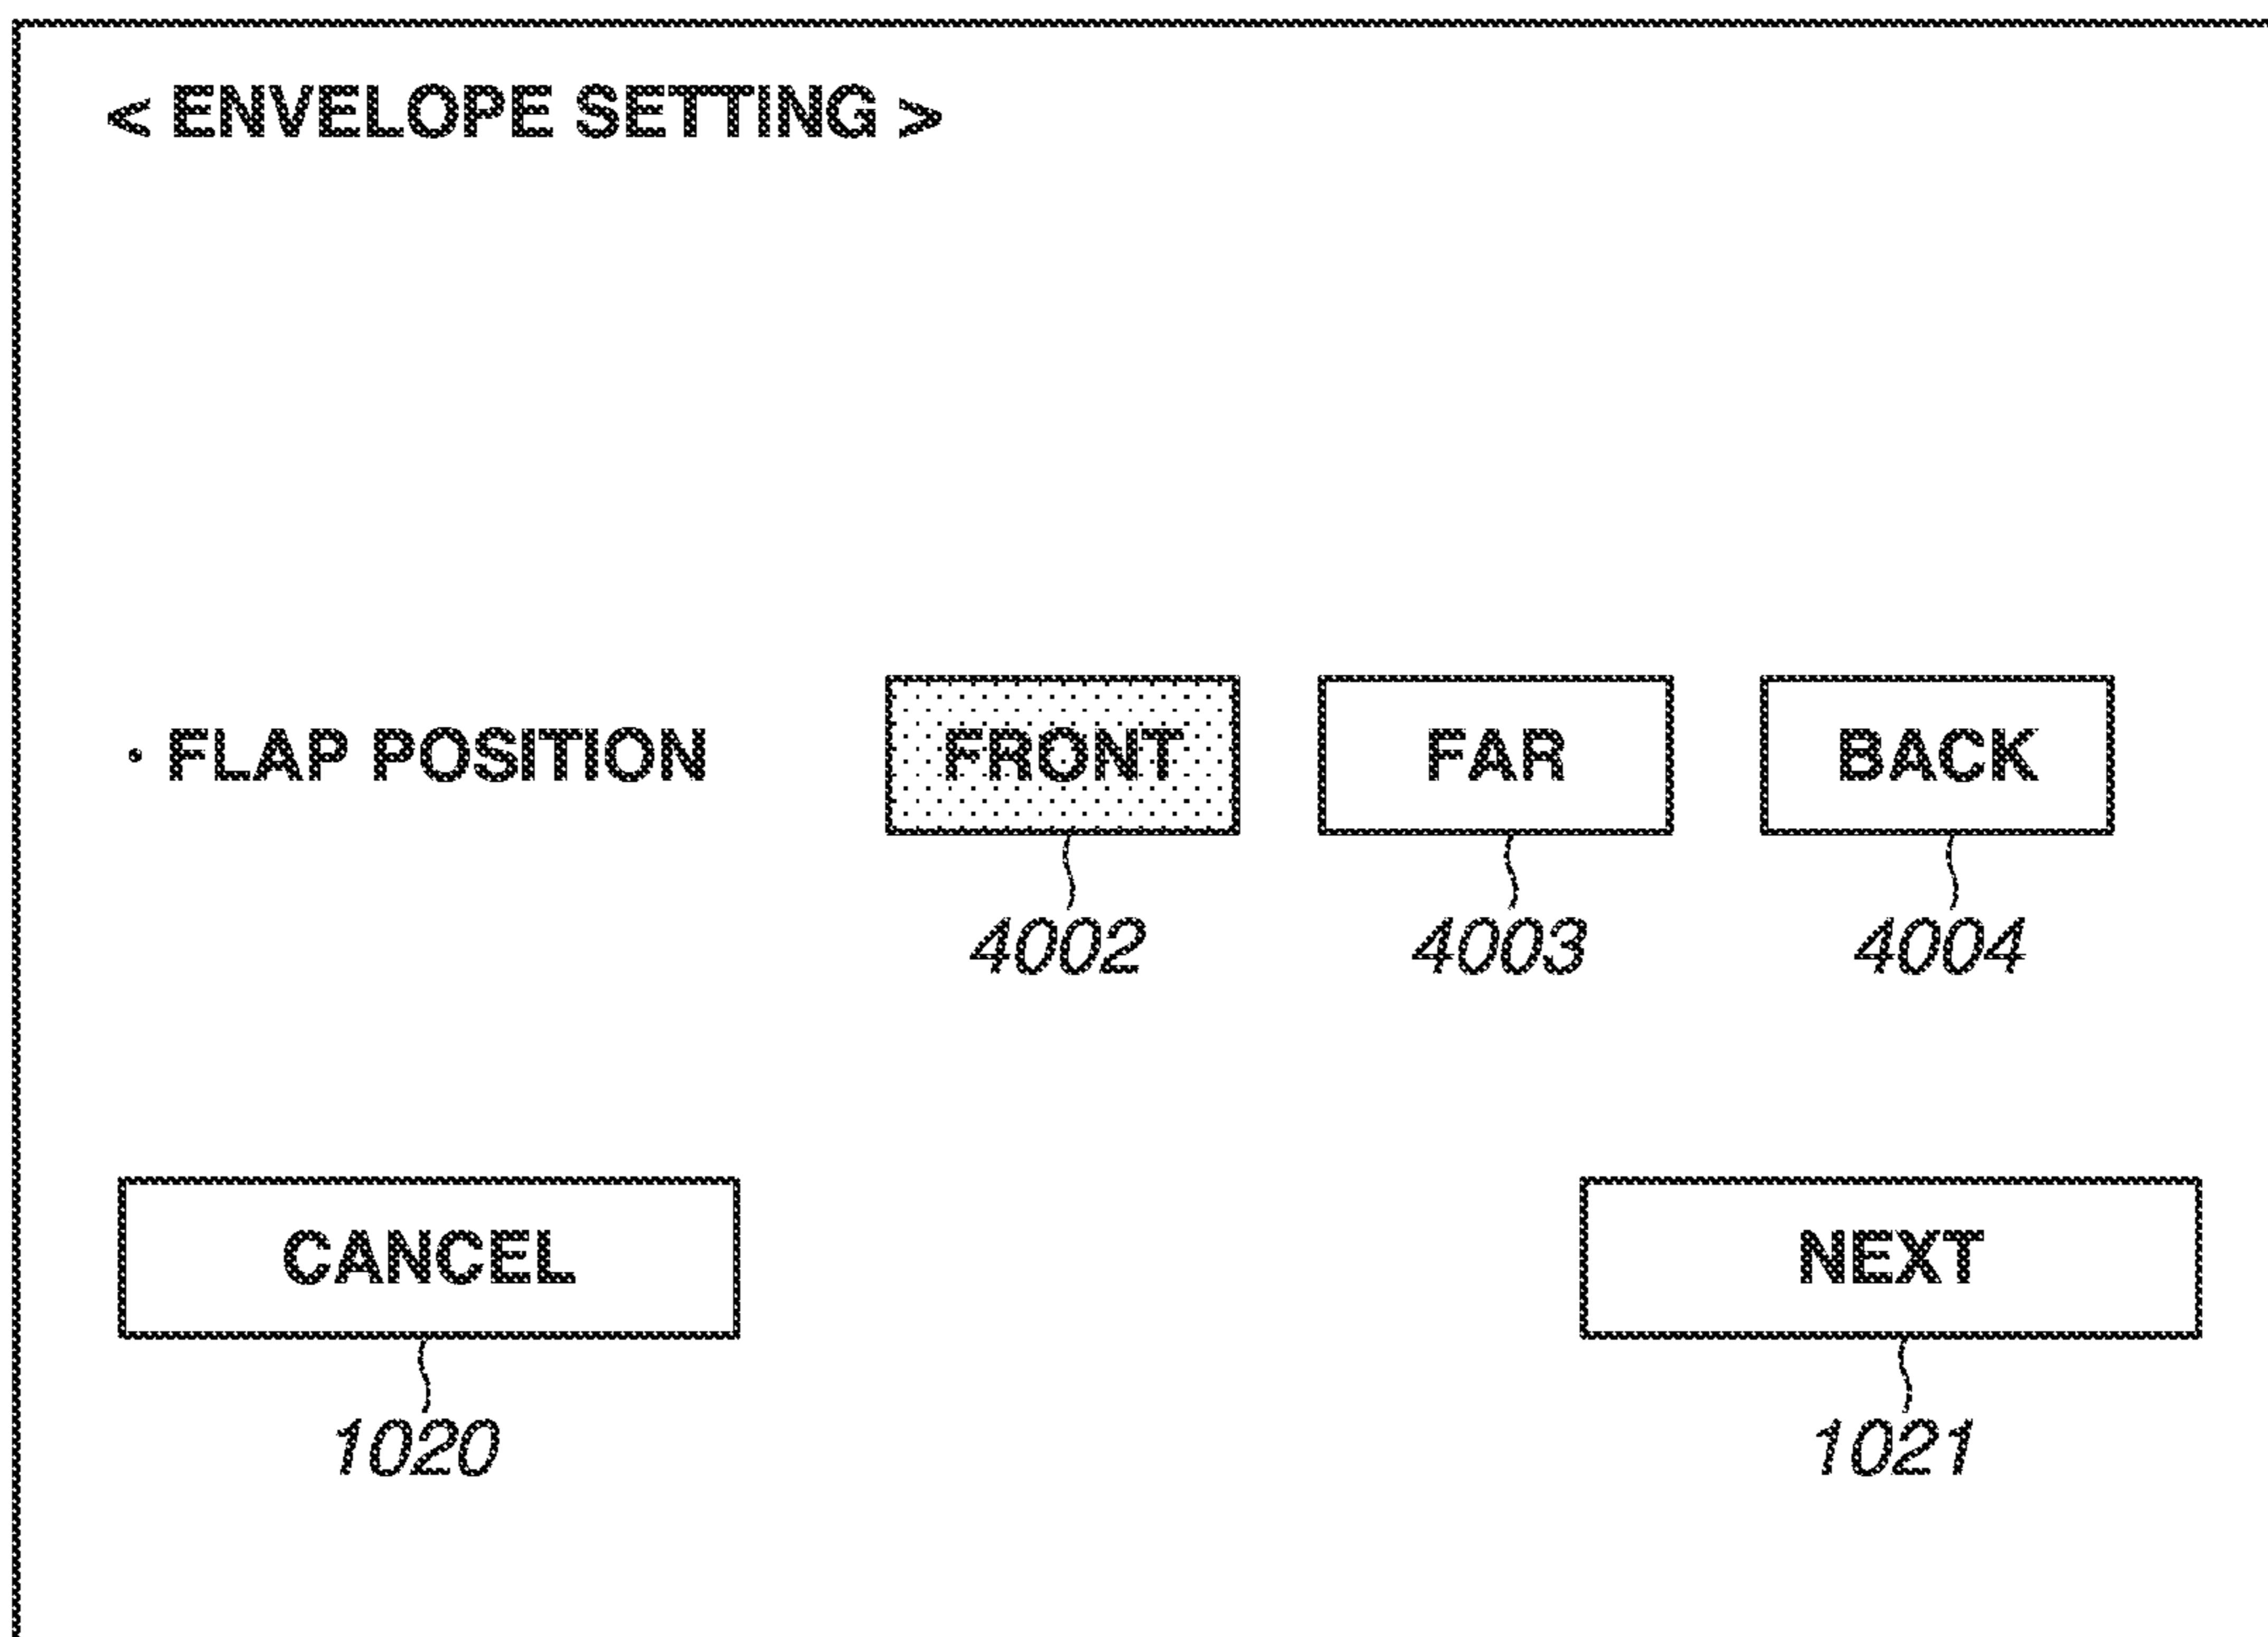 < ENVELOPE SETTING >
· FLAP POSITION FRONT FAR BACK
4002 4003 4004
CANCEL NEXT
1020 1021